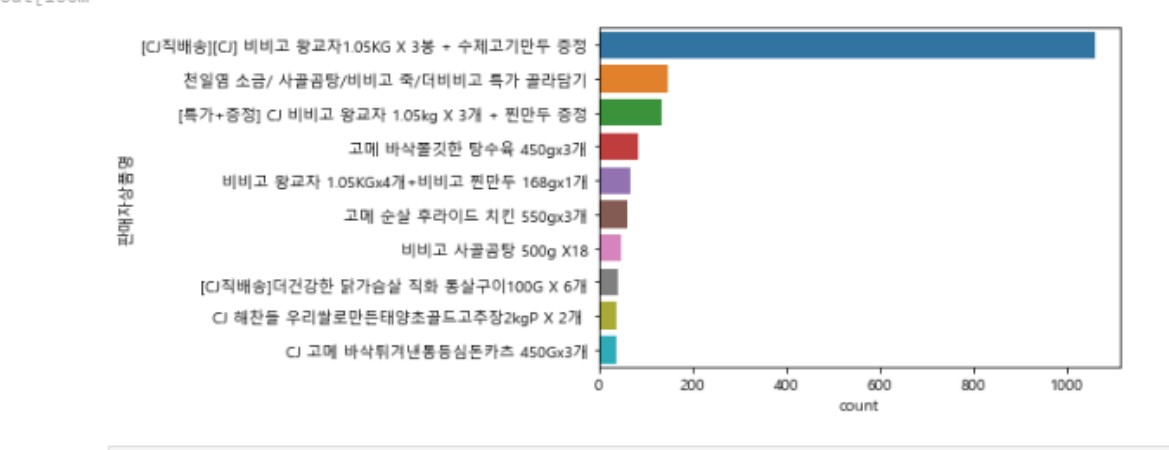 [CJ직배송][CJ] 비비고 왕교자1.05KG X 3봉 + 수제고기만두 증정
천일염 소금/ 사골곰탕/비비고 죽/더비비고 특가 골라담기
[특가+증정] CJ 비비고 왕교자 1.05kg X 3개 + 찐만두 증정
고메 바삭쫄깃한 탕수육 450gx3개
비비고 왕교자 1.05KGx4개+비비고 찐만두 168gx1개
고메 순살 후라이드 치킨 550gx3개
비비고 사골곰탕 500g X18
[CJ직배송]더건강한 닭가슴살 직화 통살구이100G X 6개
CJ 해찬들 우리쌀로만든태양초골드고추장2kgP X 2개
CJ 고메 바삭튀겨낸통등심돈카츠 450Gx3개
판매자상품명
0 200 400 600 800 1000
count